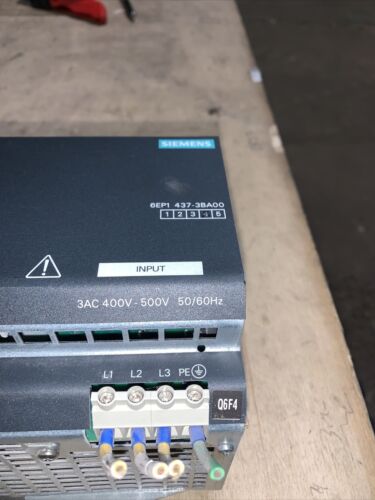 SIEMENS
6EP1 437-3BA00
1 2 3 4 5
INPUT
3AC 400V - 500V 50/60Hz
L1 L2 L3 PE
Q6F4